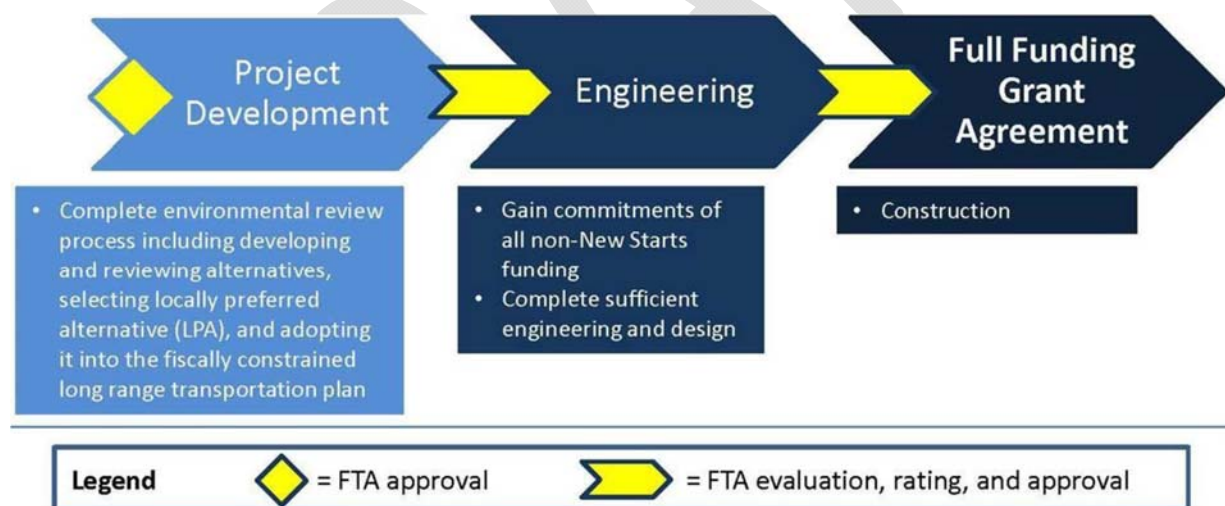 Project
Development
Engineering
Full Funding
Grant
Agreement
• Complete environmental review
process including developing
and reviewing alternatives,
selecting locally preferred
alternative (LPA), and adopting
it into the fiscally constrained
long range transportation plan
• Gain commitments of
all non-New Starts
funding
• Complete sufficient
engineering and design
• Construction
Legend
= FTA approval
= FTA evaluation, rating, and approval